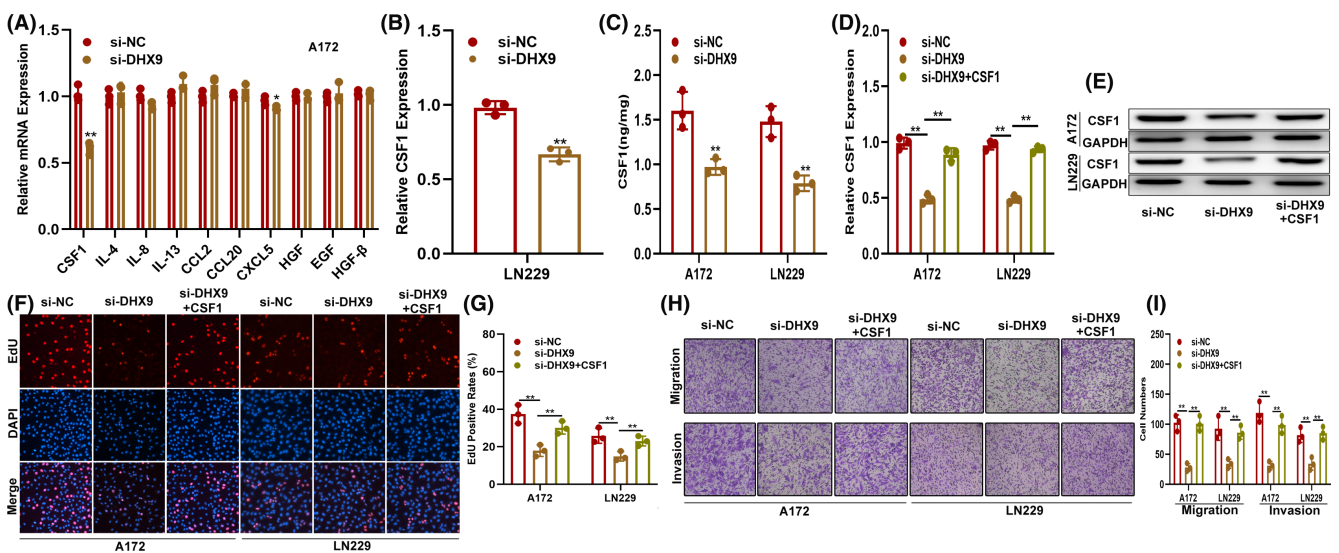 (A)
Relative mRNA Expression
1.5
1.0
0.5
0.0
si-NC
si-DHX9
A172
**
*
CSF1
IL-4
IL-8
IL-13
CCL2
CCL20
CXCL5
HGF
EGF
HGF-β
(B)
Relative CSF1 Expression
1.5
1.0
0.5
0.0
si-NC
si-DHX9
**
LN229
(C)
CSF1(ng/mg)
2.5
2.0
1.5
1.0
0.5
0.0
si-NC
si-DHX9
**
**
A172
LN229
(D)
Relative CSF1 Expression
2.0
1.5
1.0
0.5
0.0
si-NC
si-DHX9
si-DHX9+CSF1
** **
** **
A172
LN229
(E)
A172
CSF1
GAPDH
LN229
CSF1
GAPDH
si-NC
si-DHX9
si-DHX9
+CSF1
(F)
si-NC
si-DHX9
si-DHX9
+CSF1
si-NC
si-DHX9
si-DHX9
+CSF1
EdU
DAPI
Merge
A172
LN229
(G)
EdU Positive Rates (%)
80
60
40
20
0
si-NC
si-DHX9
si-DHX9+CSF1
** **
** **
A172
LN229
(H)
si-NC
si-DHX9
si-DHX9
+CSF1
si-NC
si-DHX9
si-DHX9
+CSF1
Migration
Invasion
A172
LN229
(I)
Cell Numbers
250
200
150
100
50
0
si-NC
si-DHX9
si-DHX9+CSF1
** **
** **
** **
** **
A172
LN229
A172
LN229
Migration
Invasion